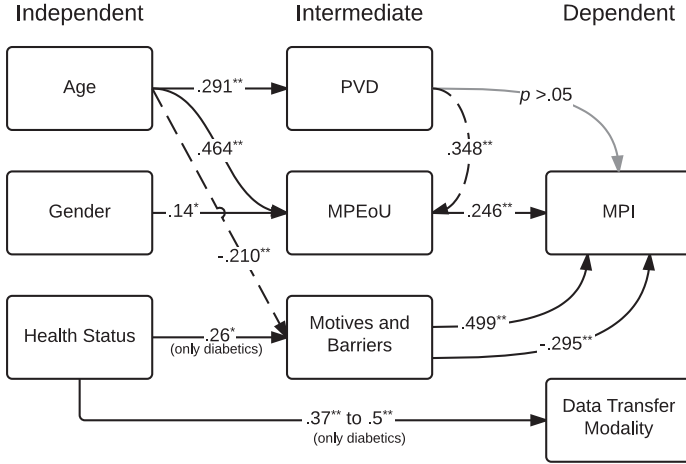 Independent
Intermediate
Dependent
Age
.291**
PVD
p >.05
.464**
.348**
Gender
.14*
MPEoU
.246**
MPI
-.210**
Health Status
.26*
(only diabetics)
Motives and
Barriers
.499**
-.295**
.37** to .5**
(only diabetics)
Data Transfer
Modality